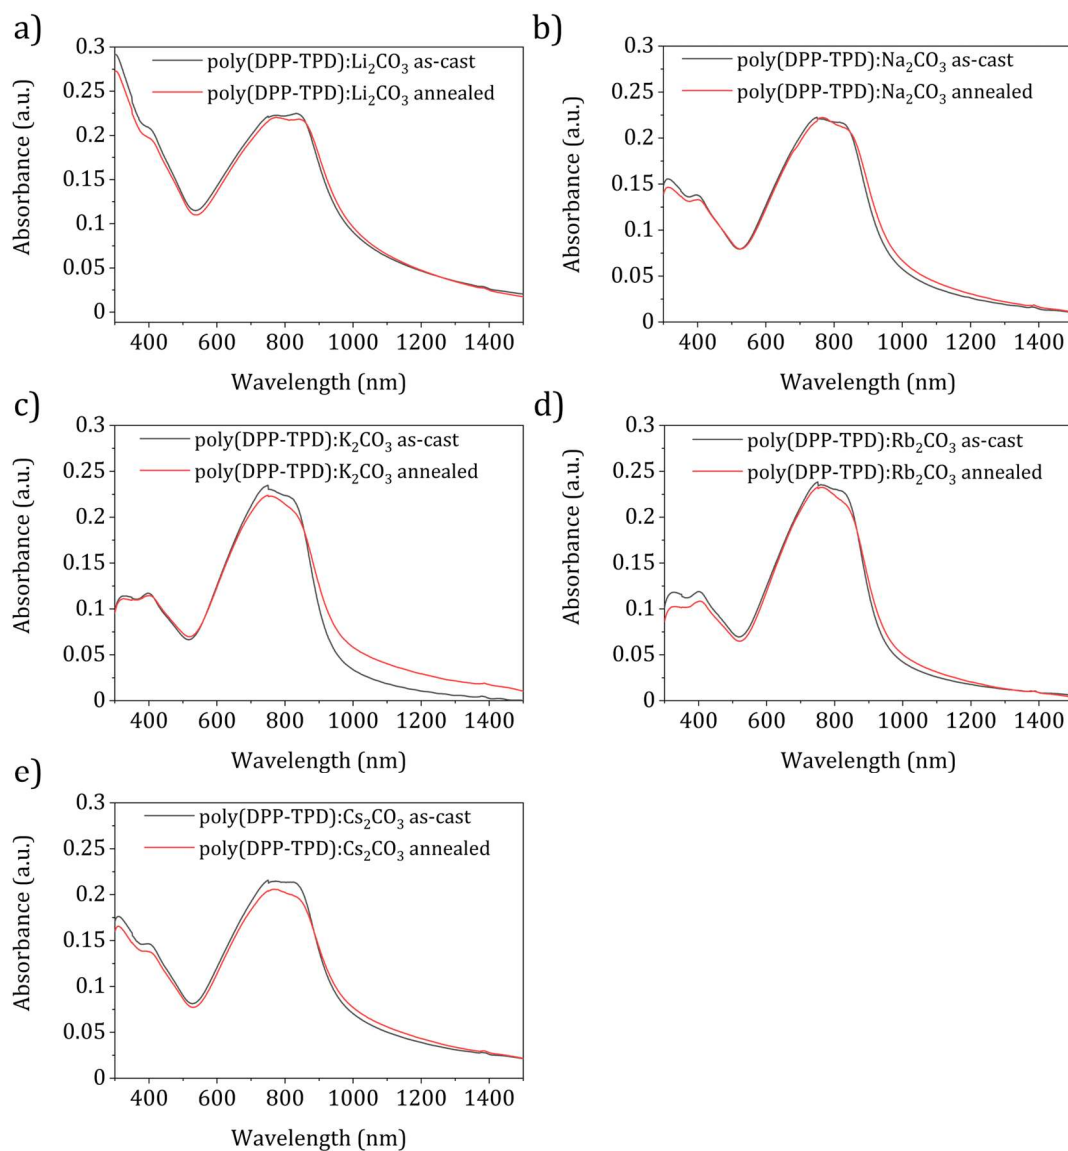 a)
poly(DPP-TPD):Li₂CO₃ as-cast
poly(DPP-TPD):Li₂CO₃ annealed
Absorbance (a.u.)
0.3
0.25
0.2
0.15
0.1
0.05
0
400 600 800 1000 1200 1400
Wavelength (nm)
b)
poly(DPP-TPD):Na₂CO₃ as-cast
poly(DPP-TPD):Na₂CO₃ annealed
Absorbance (a.u.)
0.3
0.25
0.2
0.15
0.1
0.05
0
400 600 800 1000 1200 1400
Wavelength (nm)
c)
poly(DPP-TPD):K₂CO₃ as-cast
poly(DPP-TPD):K₂CO₃ annealed
Absorbance (a.u.)
0.3
0.25
0.2
0.15
0.1
0.05
0
400 600 800 1000 1200 1400
Wavelength (nm)
d)
poly(DPP-TPD):Rb₂CO₃ as-cast
poly(DPP-TPD):Rb₂CO₃ annealed
Absorbance (a.u.)
0.3
0.25
0.2
0.15
0.1
0.05
0
400 600 800 1000 1200 1400
Wavelength (nm)
e)
poly(DPP-TPD):Cs₂CO₃ as-cast
poly(DPP-TPD):Cs₂CO₃ annealed
Absorbance (a.u.)
0.3
0.25
0.2
0.15
0.1
0.05
0
400 600 800 1000 1200 1400
Wavelength (nm)